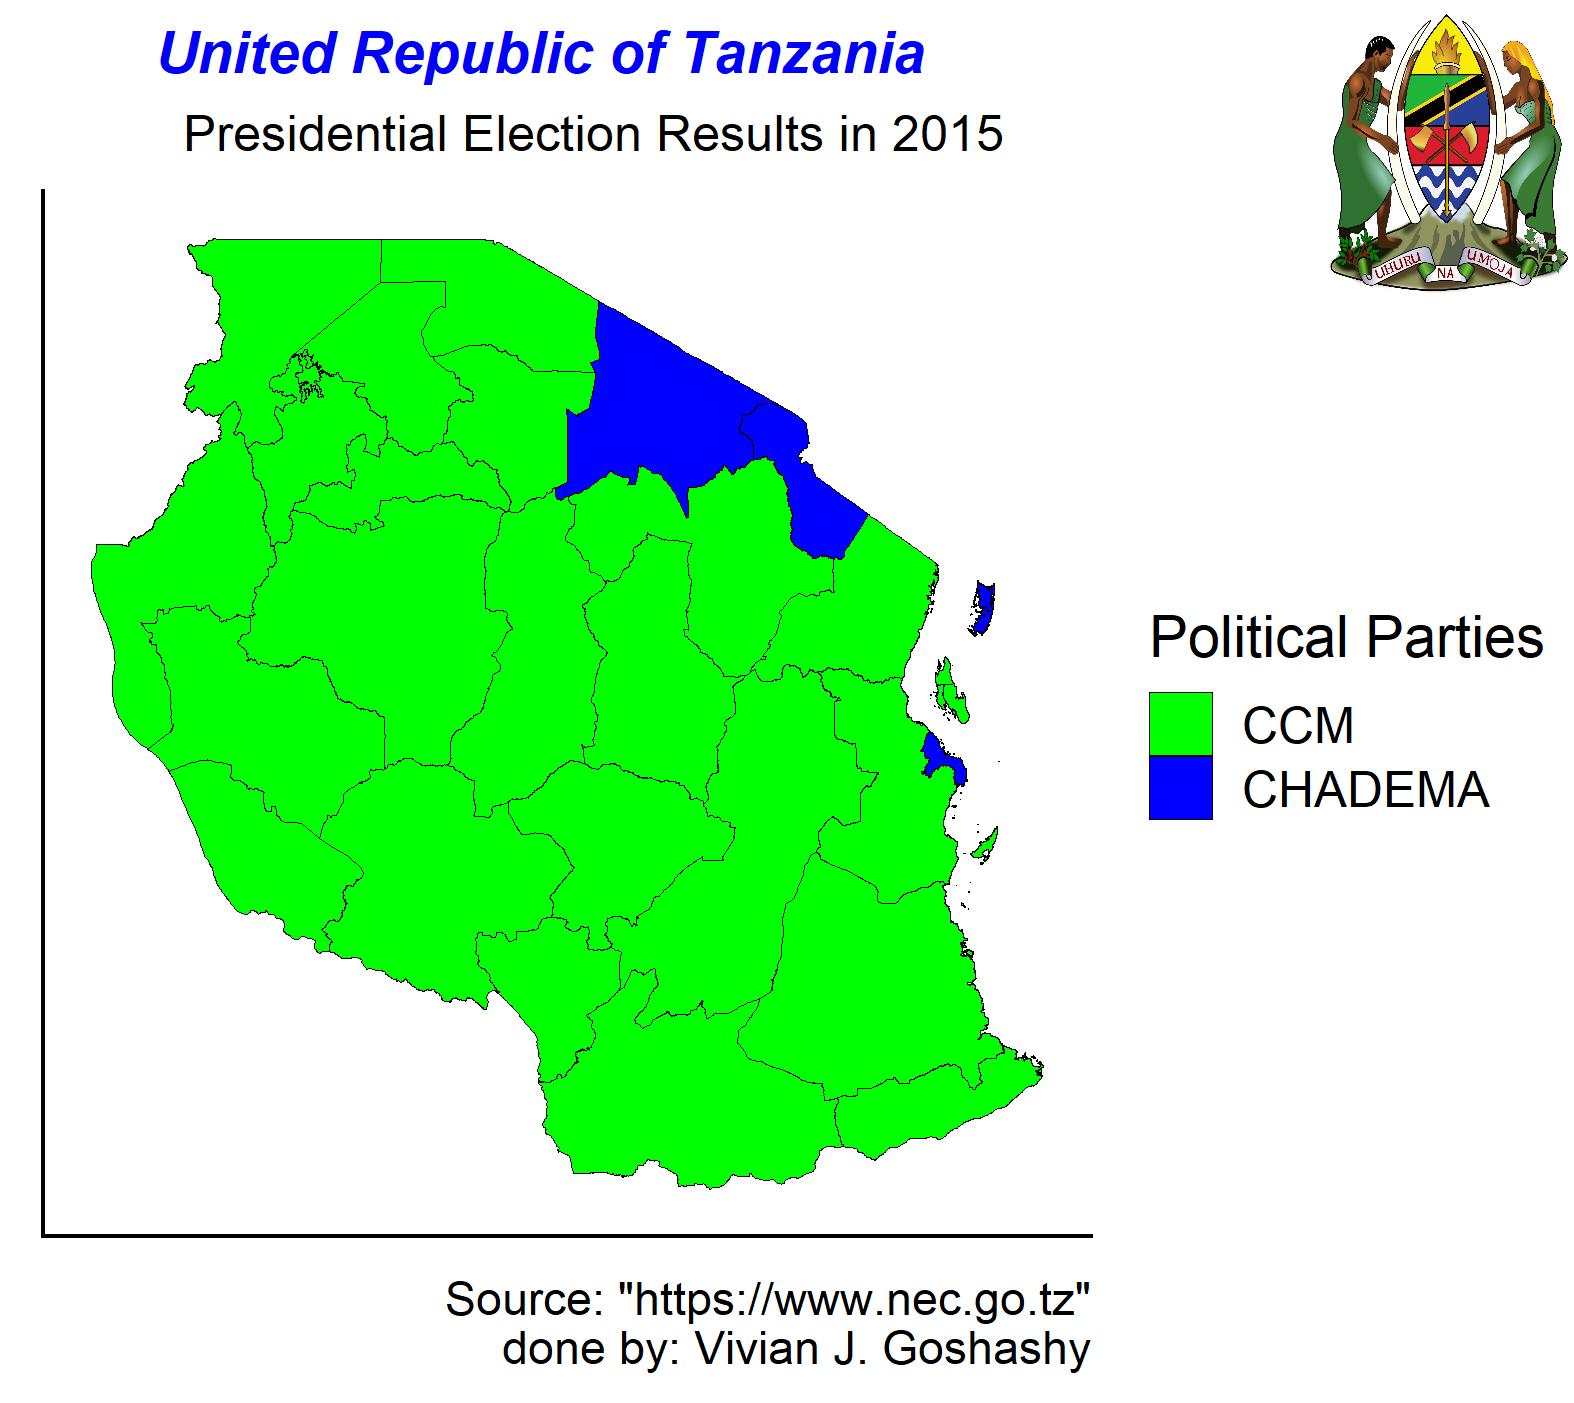 United Republic of Tanzania
Presidential Election Results in 2015
UHURU NA UMOJA
Political Parties
CCM
CHADEMA
Source: "https://www.nec.go.tz"
done by: Vivian J. Goshashy